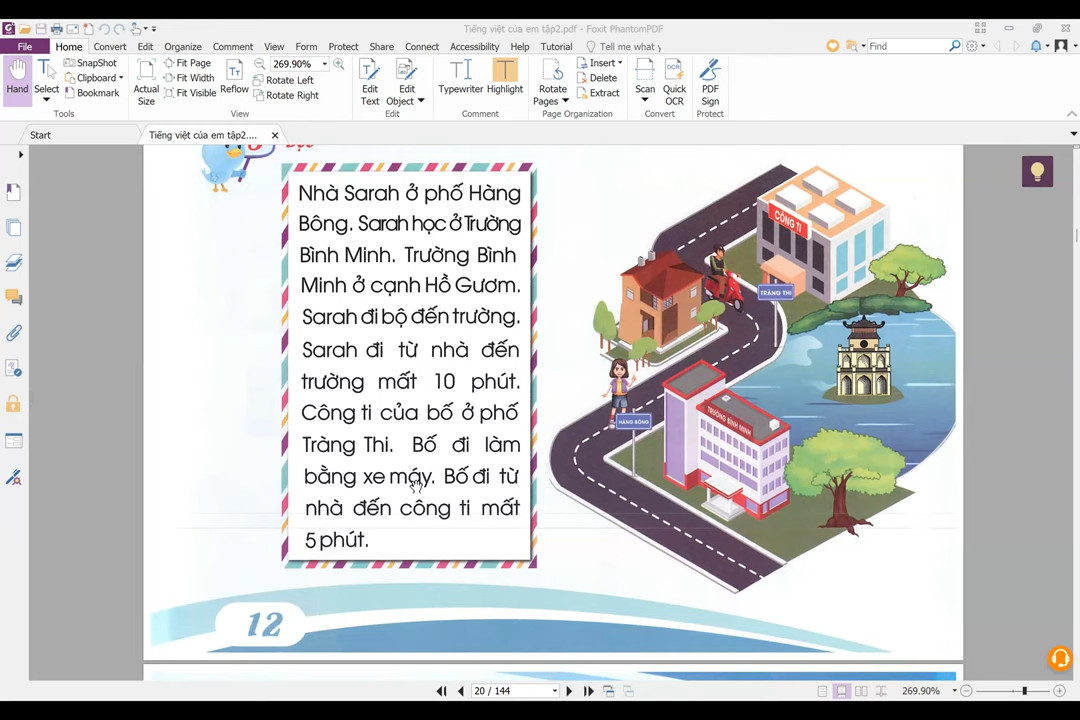 Tiếng việt của em tập2.pdf - Foxit PhantomPDF
File Home Convert Edit Organize Comment View Form Protect Share Connect Accessibility Help Tutorial Tell me what y Find
Hand
Select
SnapShot
Clipboard
Bookmark
Tools
Actual Size
Fit Page
Fit Width
Fit Visible
Reflow
269.90%
Rotate Left
Rotate Right
View
Edit Text
Edit Object
Edit
Typewriter
Highlight
Comment
Rotate Pages
Insert
Delete
Extract
Page Organization
Scan
Quick OCR
Convert
PDF Sign
Protect
Start
Tiếng việt của em tập2....
Nhà Sarah ở phố Hàng
Bông. Sarah học ở Trường
Bình Minh. Trường Bình
Minh ở cạnh Hồ Gươm.
Sarah đi bộ đến trường.
Sarah đi từ nhà đến
trường mất 10 phút.
Công ti của bố ở phố
Tràng Thi. Bố đi làm
bằng xe máy. Bố đi từ
nhà đến công ti mất
5 phút.
CÔNG TI
TRÀNG THI
HÀNG BÔNG
TRƯỜNG BÌNH MINH
12
20 / 144
269.90%